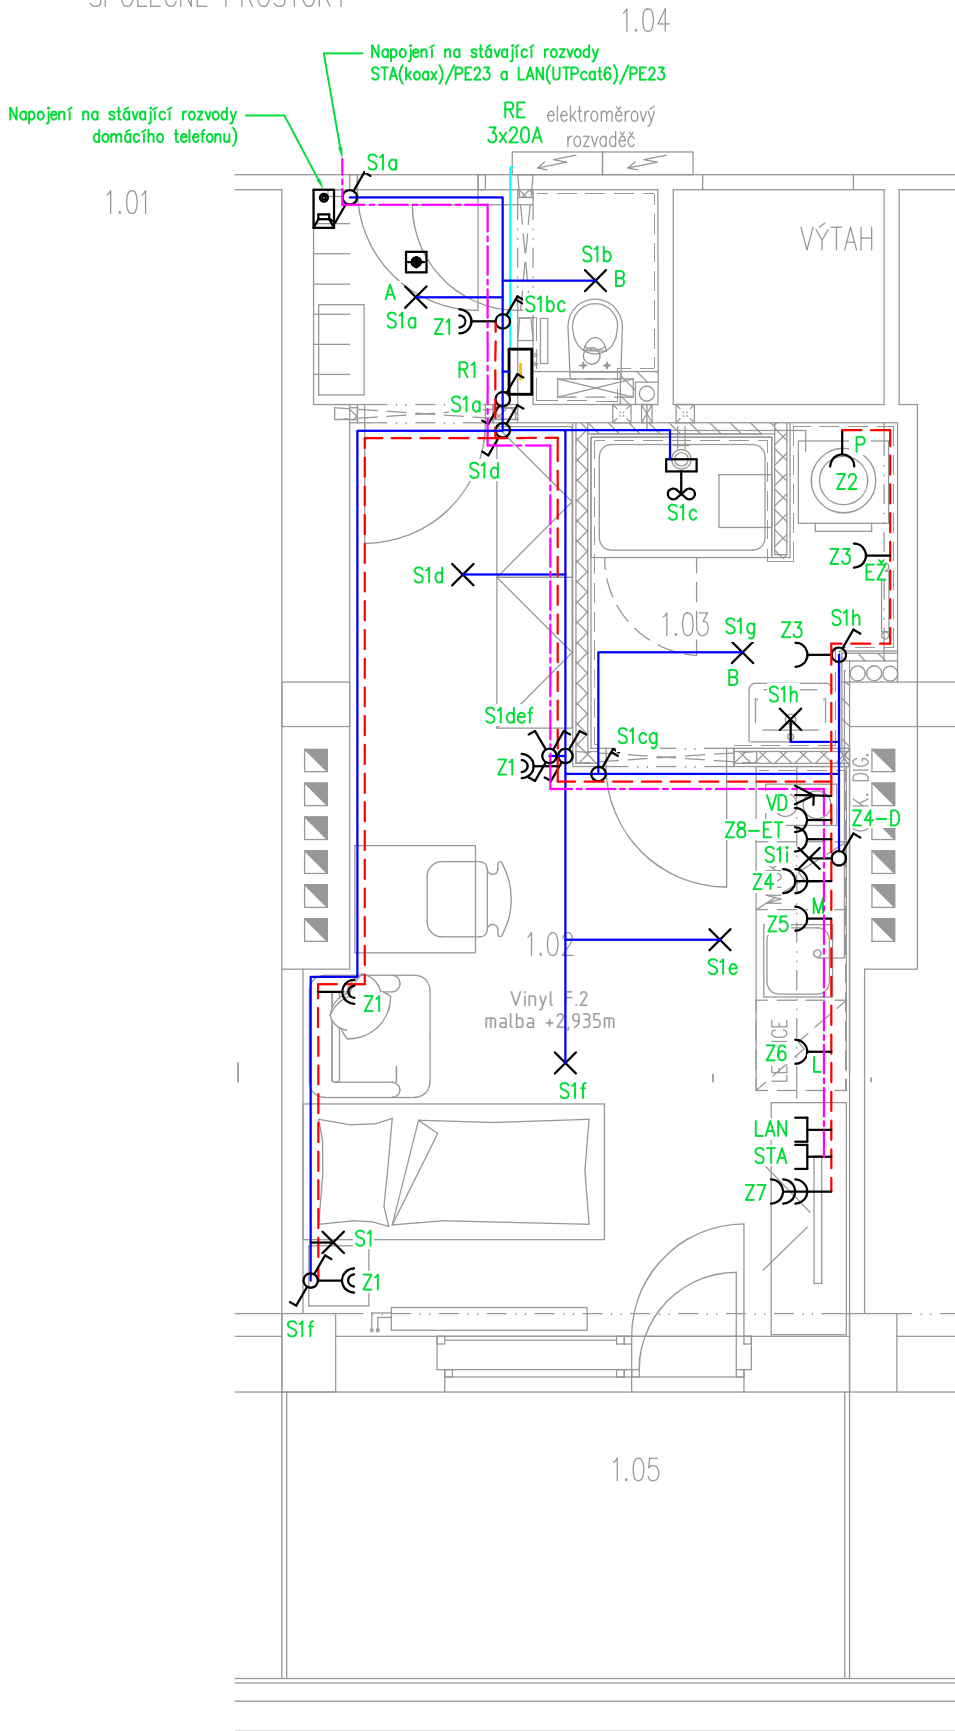 SPOLEČNÉ PROSTORY
1.04
Napojení na stávající rozvody
STA(koax)/PE23 a LAN(UTPcat6)/PE23
Napojení na stávající rozvody
domácího telefonu)
RE
3x20A
elektroměrový
rozvaděč
S1a
1.01
VÝTAH
S1b
B
A
S1a
S1bc
Z1
R1
S1a
S1d
P
Z2
S1c
Z3
EŽ
S1d
1.03
S1g
Z3
S1h
B
S1h
S1def
S1cg
Z1
VD
Z4-D
Z8-ET
S1i
Z4
M
Z5
1.02
S1e
Z1
Vinyl F.2
malba +2,935m
Z6
L
S1f
LAN
STA
Z7
S1
Z1
S1f
1.05